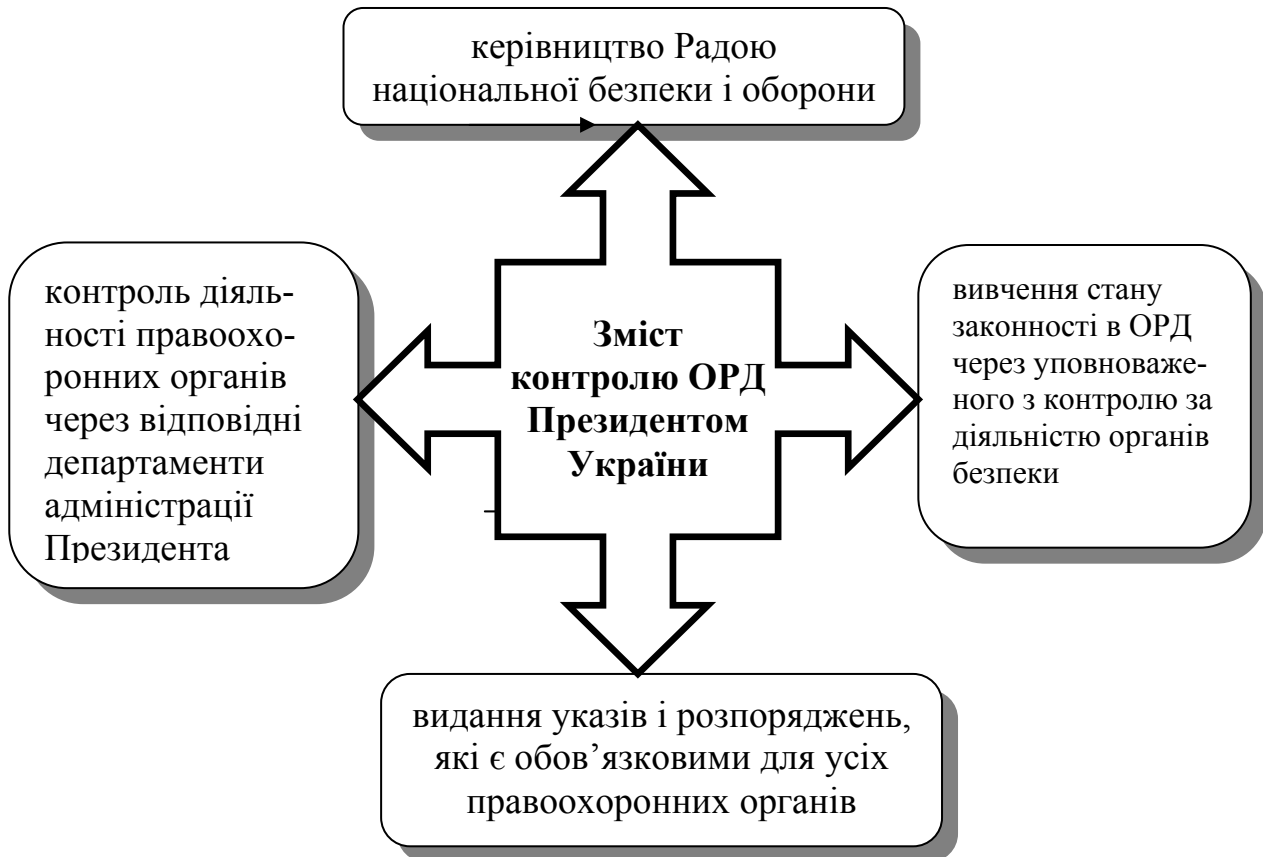 керівництво Радою
національної безпеки і оборони
контроль діяль-
ності правоохо-
ронних органів
через відповідні
департаменти
адміністрації
Президента
Зміст
контролю ОРД
Президентом
України
вивчення стану
законності в ОРД
через уповноваже-
ного з контролю за
діяльністю органів
безпеки
видання указів і розпоряджень,
які є обов’язковими для усіх
правоохоронних органів